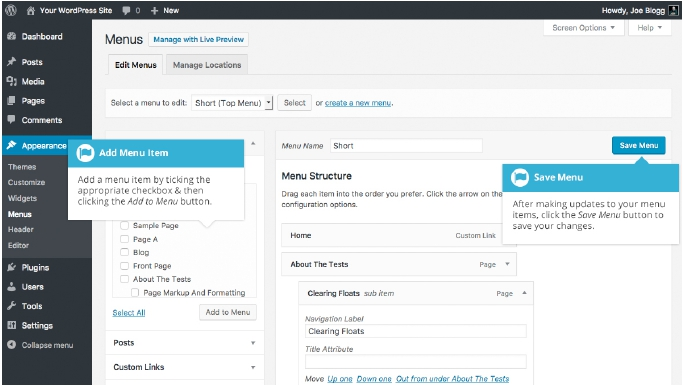 Your WordPress Site 0 + New Howdy, Joe Blogg
Dashboard
Posts
Media
Pages
Comments
Appearance
Themes
Customize
Widgets
Menus
Header
Editor
Plugins
Users
Tools
Settings
Collapse menu
Screen Options Help
Menus Manage with Live Preview
Edit Menus Manage Locations
Select a menu to edit: Short (Top Menu) Select or create a new menu.
Add Menu Item
Add a menu item by ticking the
appropriate checkbox & then
clicking the Add to Menu button.
Sample Page
Page A
Blog
Front Page
About The Tests
Page Markup And Formatting
Select All Add to Menu
Posts
Custom Links
Menu Name Short Save Menu
Menu Structure
Drag each item into the order you prefer. Click the arrow on the
configuration options.
Save Menu
After making updates to your menu
items, click the Save Menu button to
save your changes.
Home Custom Link
About The Tests Page
Clearing Floats sub item Page
Navigation Label
Clearing Floats
Title Attribute
Move Up one Down one Out from under About The Tests